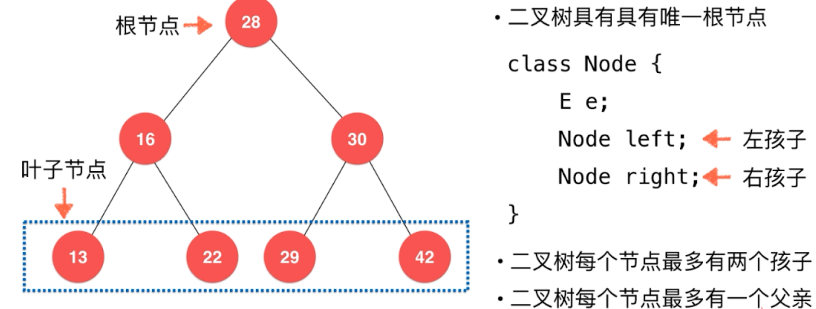 根节点
28
16
30
叶子节点
13
22
29
42
• 二叉树具有具有唯一根节点
class Node {
E e;
Node left; 左孩子
Node right; 右孩子
}
• 二叉树每个节点最多有两个孩子
• 二叉树每个节点最多有一个父亲